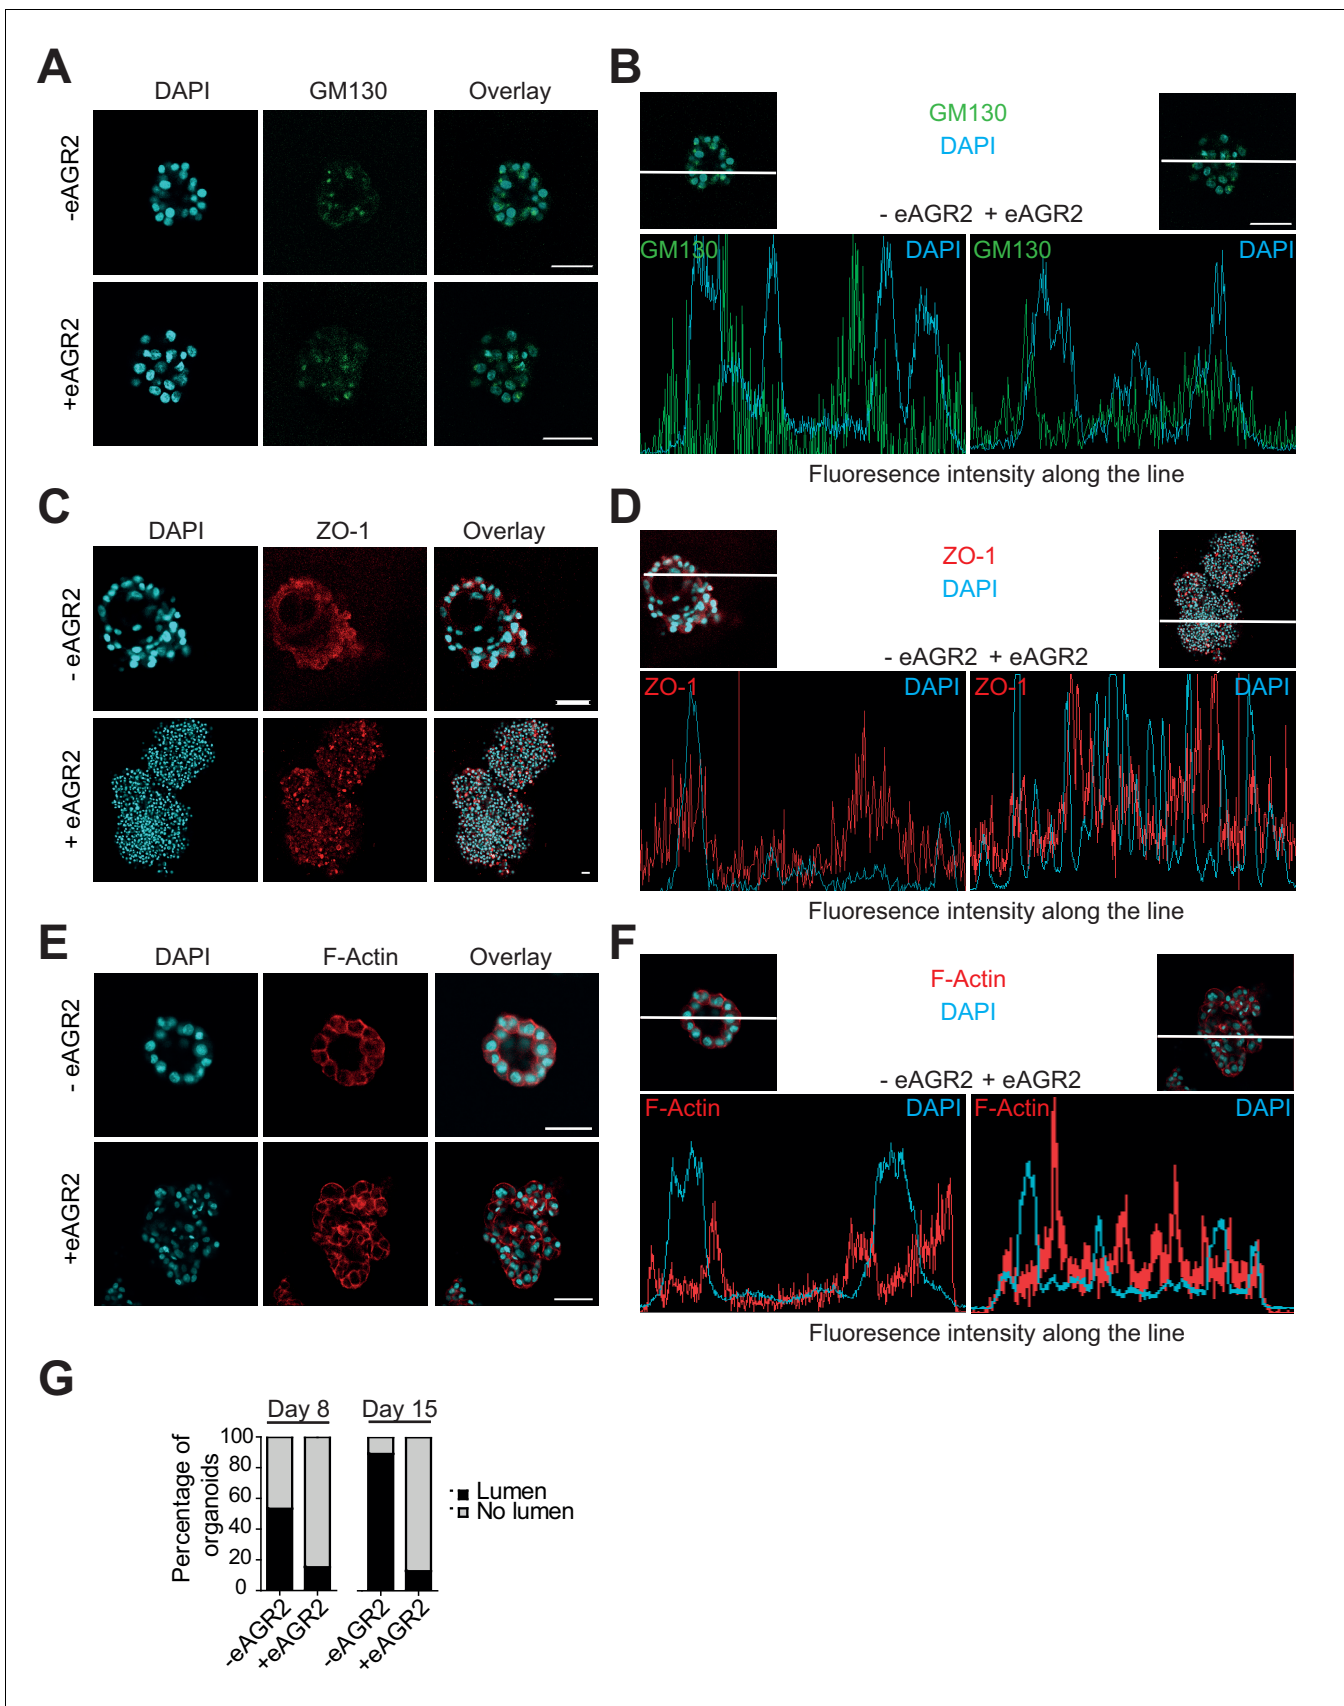 A
DAPI
GM130
Overlay
-eAGR2
+eAGR2
B
GM130
DAPI
- eAGR2 + eAGR2
GM130
DAPI
GM130
DAPI
Fluoresence intensity along the line
C
DAPI
ZO-1
Overlay
- eAGR2
+ eAGR2
D
ZO-1
DAPI
- eAGR2 + eAGR2
ZO-1
DAPI
ZO-1
DAPI
Fluoresence intensity along the line
E
DAPI
F-Actin
Overlay
- eAGR2
+eAGR2
F
F-Actin
DAPI
- eAGR2 + eAGR2
F-Actin
DAPI
F-Actin
DAPI
Fluoresence intensity along the line
G
Day 8
Day 15
Percentage of
organoids
100
80
60
40
20
0
Lumen
No lumen
-eAGR2
+eAGR2
-eAGR2
+eAGR2